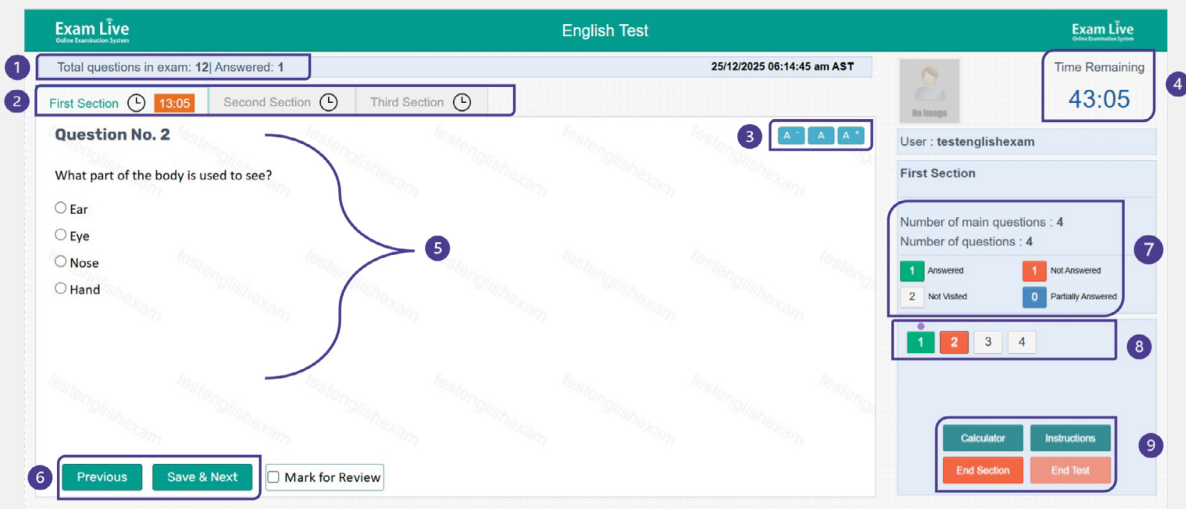 Exam Live
Online Examination System
English Test
Exam Live
Online Examination System
1
Total questions in exam: 12| Answered: 1
25/12/2025 06:14:45 am AST
2
First Section 13:05
Second Section
Third Section
Question No. 2
3
A -
A
A +
What part of the body is used to see?
Ear
Eye
Nose
Hand
5
6
Previous
Save & Next
Mark for Review
No Image
Time Remaining
43:05
4
User : testenglishexam
First Section
Number of main questions : 4
Number of questions : 4
7
1 Answered
1 Not Answered
2 Not Visited
0 Partially Answered
1 2 3 4
8
Calculator
Instructions
End Section
End Test
9
testenglishexam